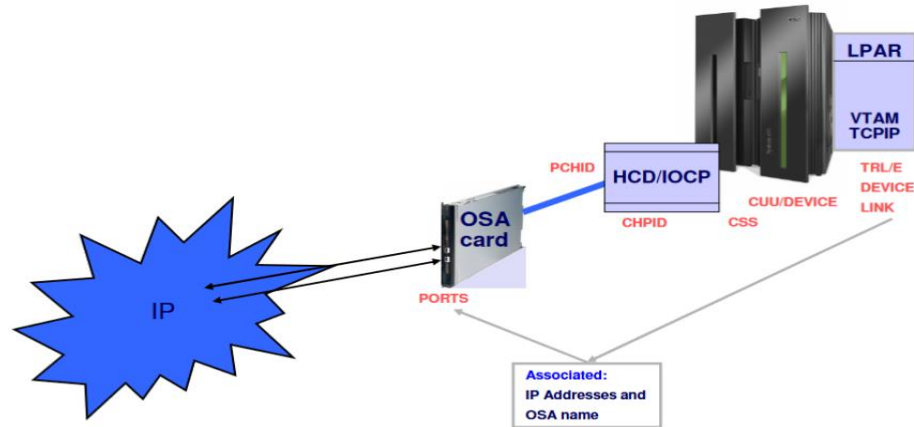 LPAR
VTAM
TCPIP
PCHID
HCD/IOCP
TRL/E
DEVICE
LINK
CUU/DEVICE
CHPID
CSS
OSA
card
IP
PORTS
Associated:
IP Addresses and
OSA name